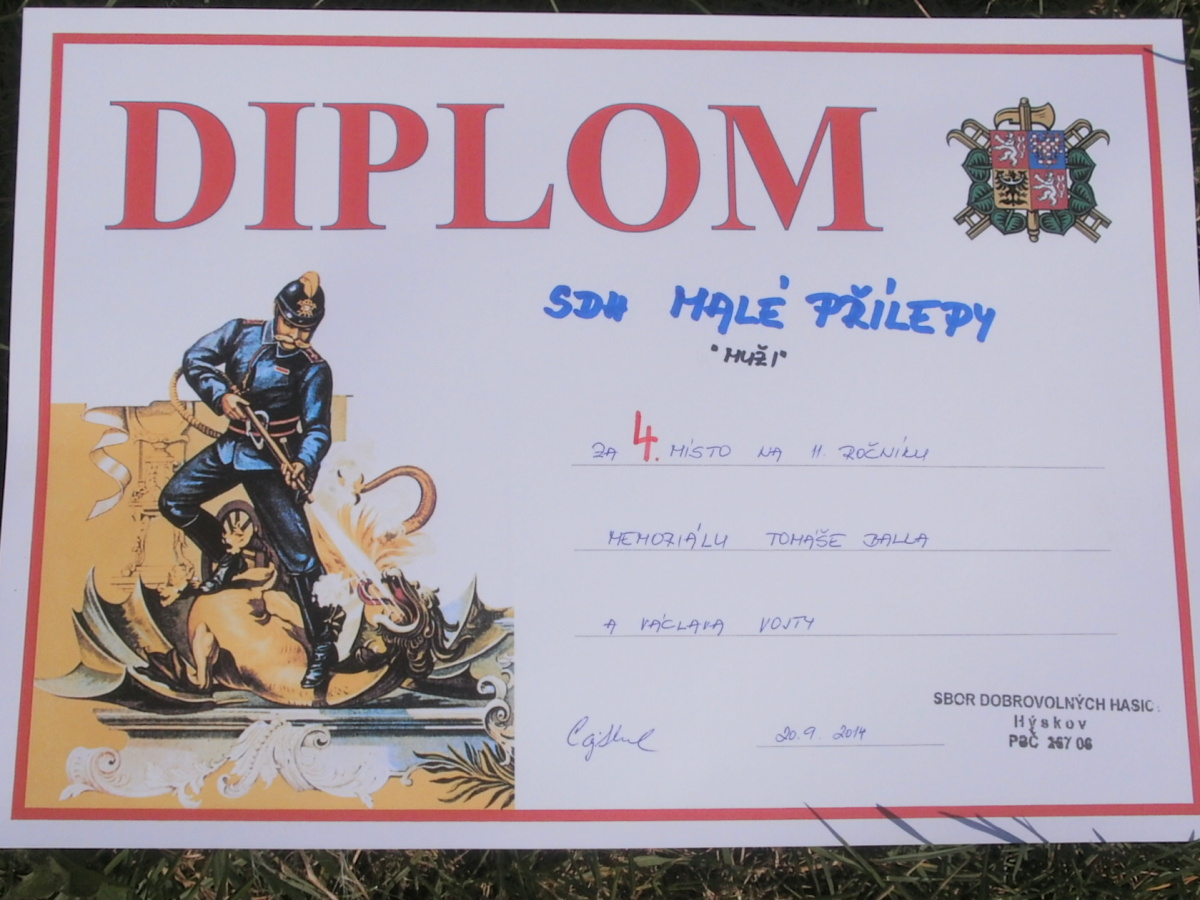 DIPLOM
SDH MALÉ PŘÍLEPY
"MUŽI"
ZA 4. MÍSTO NA 11. ROČNÍKU
MEMORIÁLU TOMÁŠE BALLA
A VÁCLAVA VOJTY
20.9. 2014
SBOR DOBROVOLNÝCH HASIČ
Hýskov
PSČ 267 06